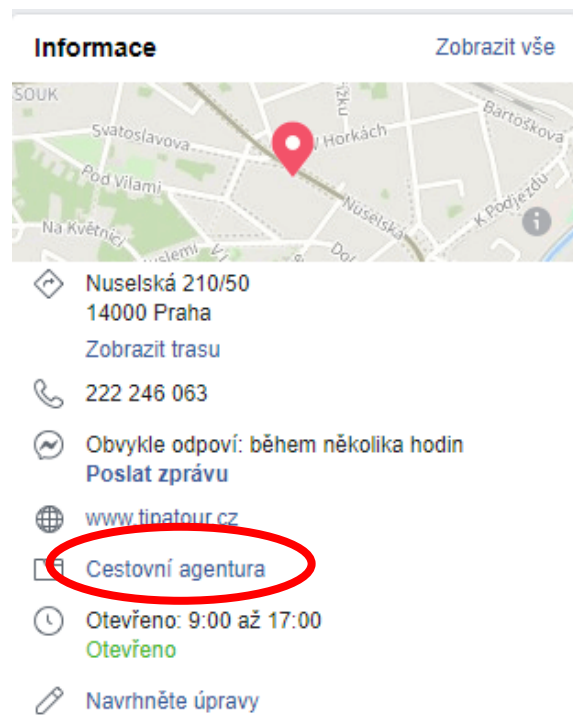 Informace
Zobrazit vše
SOUK
Svatoslavova
Horkách
Bartoškova
Pod Vilami
Nuselská
K Podjezdu
Na Květnici
Nuselská 210/50
14000 Praha
Zobrazit trasu
222 246 063
Obvykle odpoví: během několika hodin
Poslat zprávu
www.tipatour.cz
Cestovní agentura
Otevřeno: 9:00 až 17:00
Otevřeno
Navrhněte úpravy